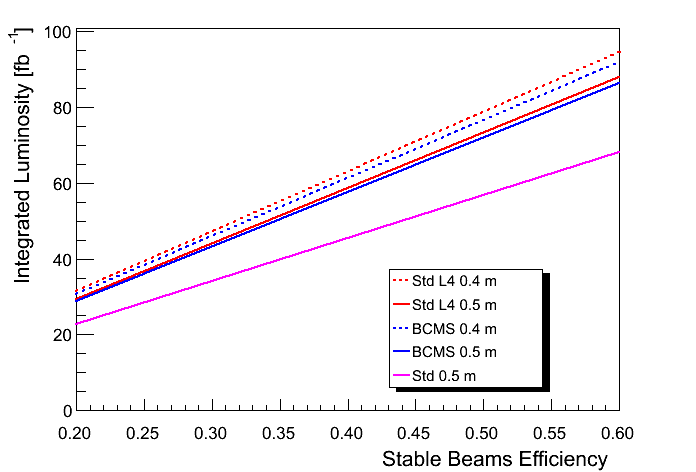 Integrated Luminosity [fb -1]
100
80
60
40
20
0
Std L4 0.4 m
Std L4 0.5 m
BCMS 0.4 m
BCMS 0.5 m
Std 0.5 m
0.20 0.25 0.30 0.35 0.40 0.45 0.50 0.55 0.60
Stable Beams Efficiency